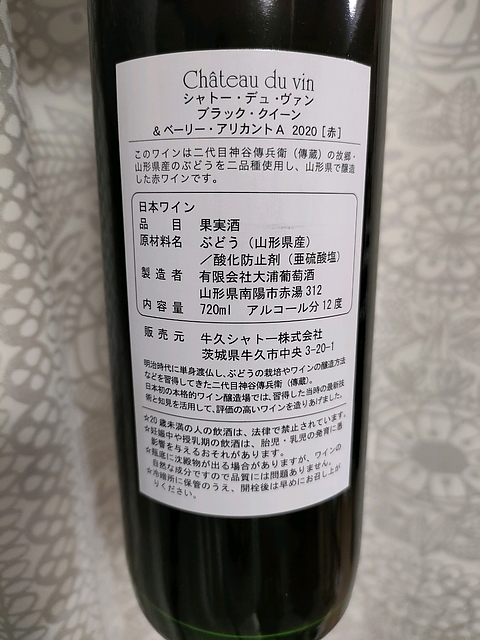 Château du vin
シャトー・デュ・ヴァン
ブラック・クイーン
&ベーリー・アリカントA 2020[赤]
このワインは二代目神谷傳兵衛(傳蔵)の故郷・
山形県産のぶどうを二品種使用し、山形県で醸造
した赤ワインです。
日本ワイン
品目 果実酒
原材料名 ぶどう(山形県産)
/酸化防止剤(亜硫酸塩)
製造者 有限会社大浦葡萄酒
山形県南陽市赤湯312
内容量 720ml アルコール分12度
販売元 牛久シャトー株式会社
茨城県牛久市中央3-20-1
明治時代に単身渡仏し、ぶどうの栽培やワインの醸造方法
などを習得してきた二代目神谷傳兵衛(傳蔵)。
日本初の本格的ワイン醸造場では、習得した当時の最新技
術と知見を活用して、評価の高いワインを造りあげました。
☆20歳未満の人の飲酒は、法律で禁止されています。
☆妊娠中や授乳期の飲酒は、胎児・乳児の発育に悪
影響を与えるおそれがあります。
☆瓶底に沈殿物が出る場合がありますが、ワインの
自然な成分ですので品質には問題ありません。
☆冷暗所に保管のうえ、開栓後は早めにお召し上が
りください。